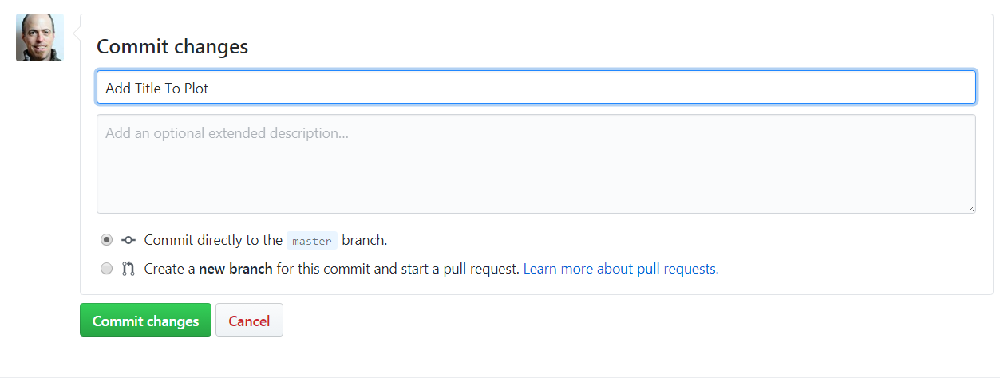 Commit changes
Add Title To Plot
Add an optional extended description...
Commit directly to the master branch.
Create a new branch for this commit and start a pull request. Learn more about pull requests.
Commit changes
Cancel